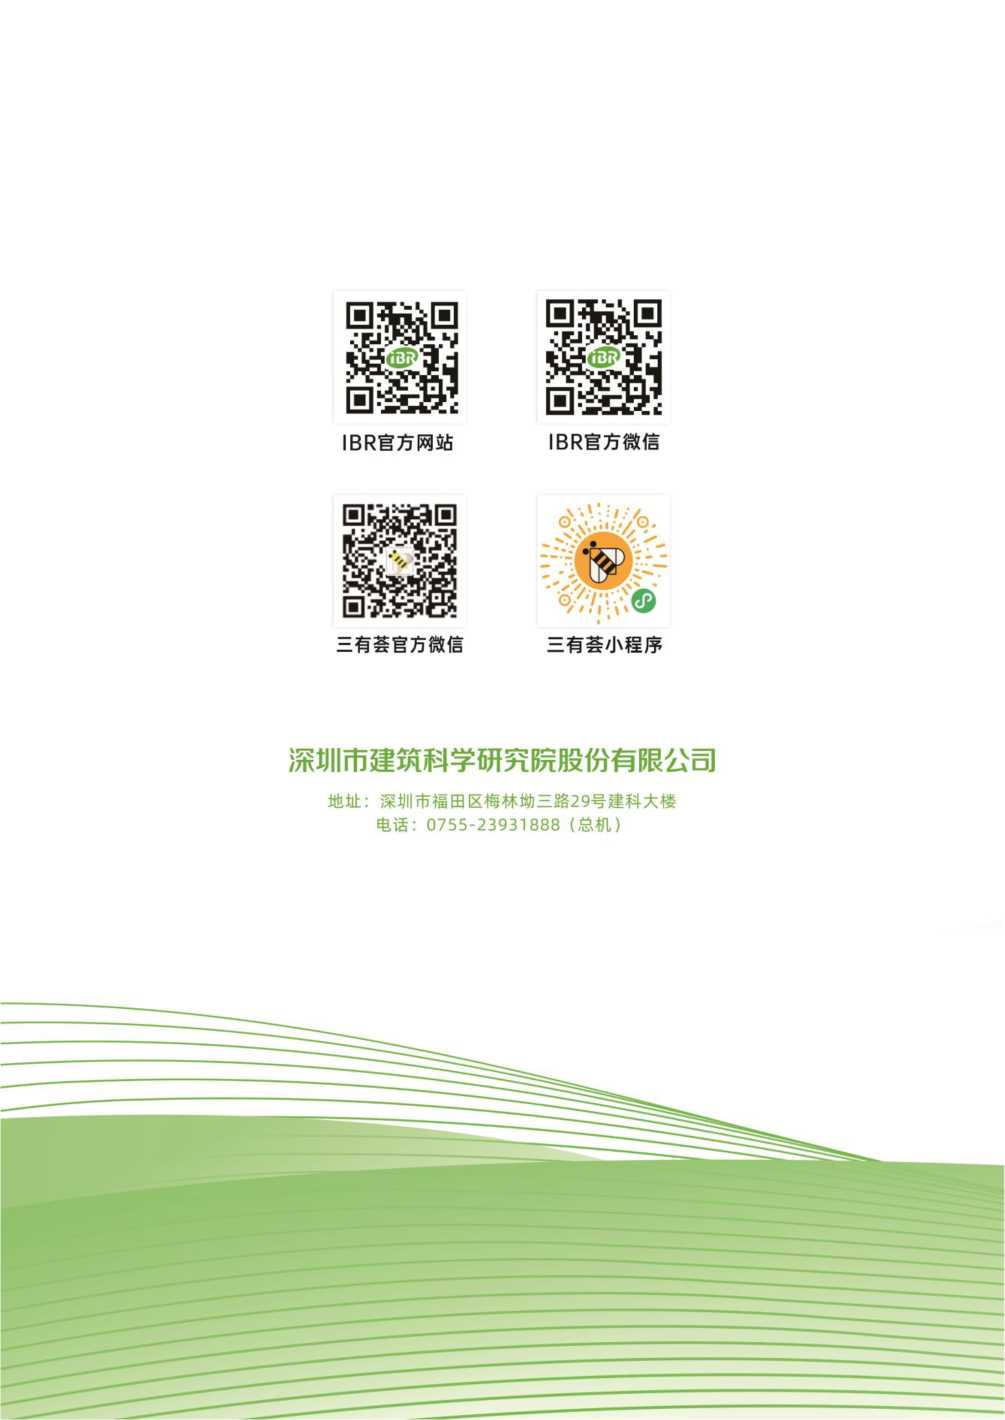 iBR
iBR
IBR官方网站
IBR官方微信
三有荟官方微信
三有荟小程序
深圳市建筑科学研究院股份有限公司
地址：深圳市福田区梅林坳三路29号建科大楼
电话：0755-23931888（总机）